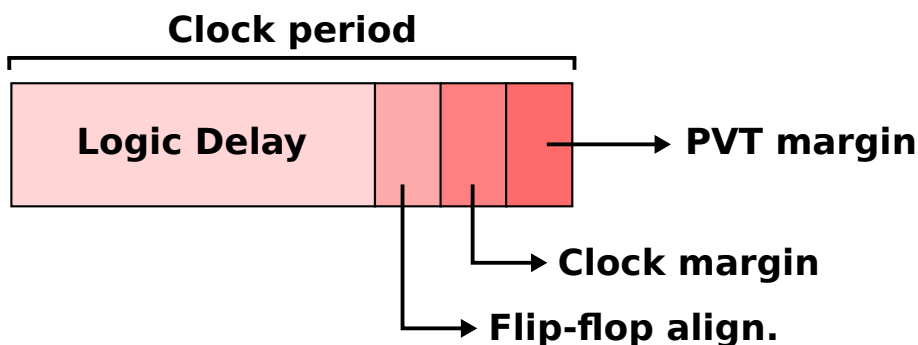 Clock period
Logic Delay
PVT margin
Clock margin
Flip-flop align.